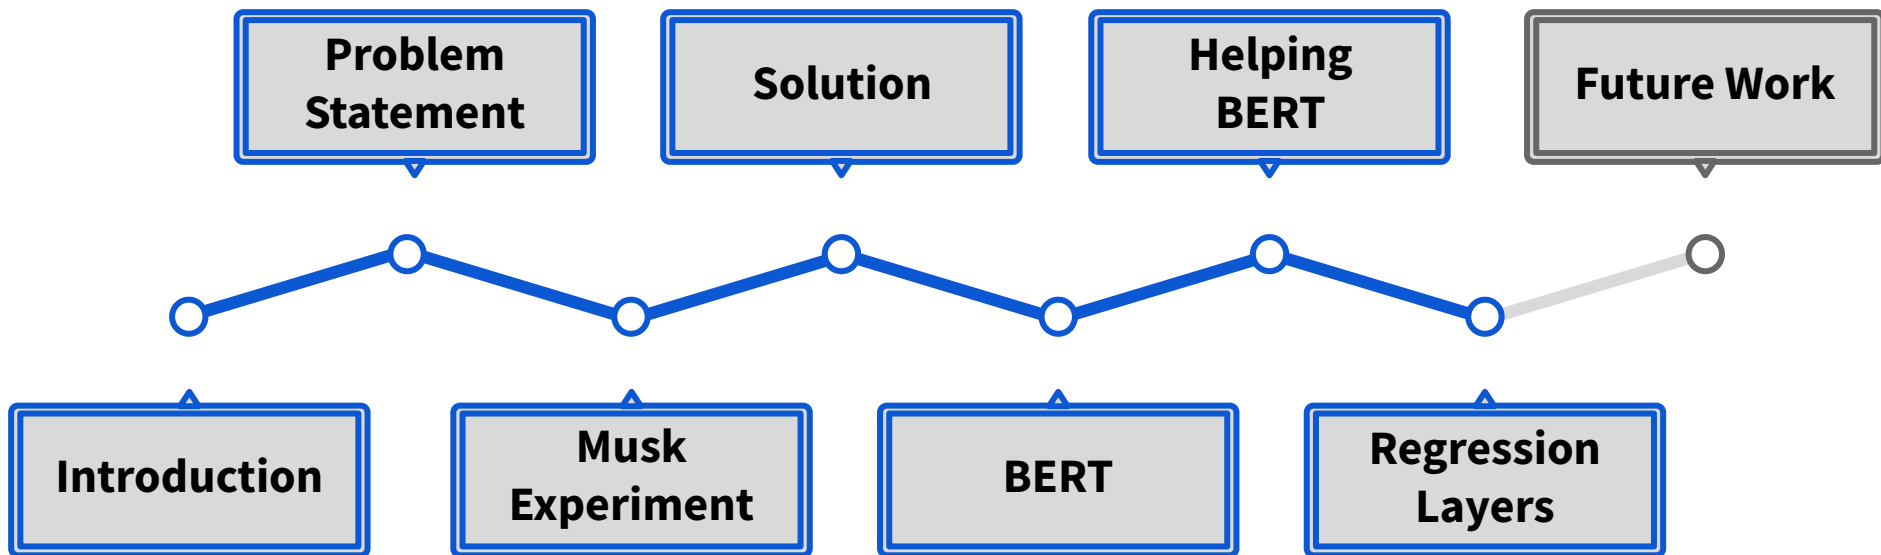 Problem
Statement
Solution
Helping
BERT
Future Work
Introduction
Musk
Experiment
BERT
Regression
Layers